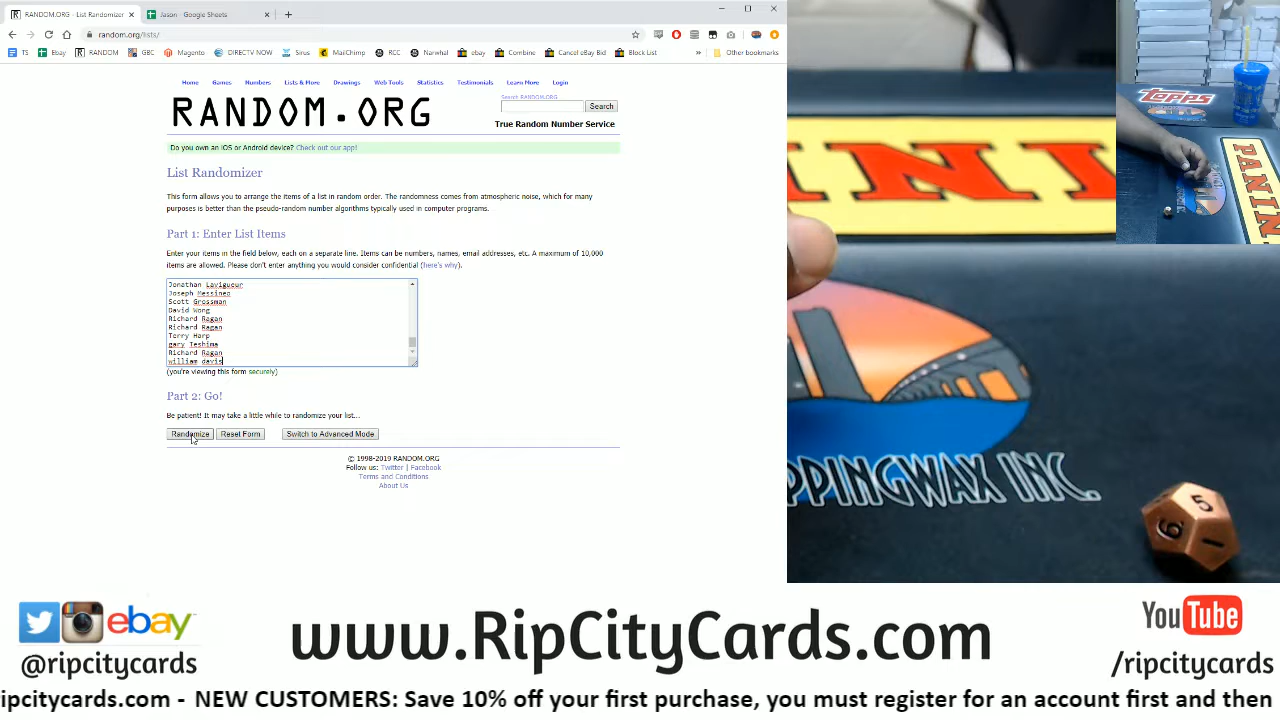 RANDOM.ORG - List Randomizer
Jason - Google Sheets
random.org/lists/
TS Ebay RANDOM GBC Magento DIRECTV NOW Sirus MailChimp RCC Narwhal ebay Combine Cancel eBay Bid Block List » Other bookmarks
Home Games Numbers Lists & More Drawings Web Tools Statistics Testimonials Learn More Login
Search RANDOM.ORG
RANDOM.ORG
Search
True Random Number Service
Do you own an iOS or Android device? Check out our app!
List Randomizer
This form allows you to arrange the items of a list in random order. The randomness comes from atmospheric noise, which for many
purposes is better than the pseudo-random number algorithms typically used in computer programs.
Part 1: Enter List Items
Enter your items in the field below, each on a separate line. Items can be numbers, names, email addresses, etc. A maximum of 10,000
items are allowed. Please don't enter anything you would consider confidential (here's why).
Jonathan Lavigueur
Joseph Messineo
Scott Grossman
David Wong
Richard Ragan
Richard Ragan
Terry Harp
gary Teshima
Richard Ragan
william davis
(you're viewing this form securely)
Part 2: Go!
Be patient! It may take a little while to randomize your list...
Randomize Reset Form Switch to Advanced Mode
© 1998-2019 RANDOM.ORG
Follow us: Twitter | Facebook
Terms and Conditions
About Us
topps
PANIN
INI
PPINGWAX INC.
5
6
1
ebay
@ripcitycards
www.RipCityCards.com
YouTube
/ripcitycards
ripcitycards.com - NEW CUSTOMERS: Save 10% off your first purchase, you must register for an account first and then